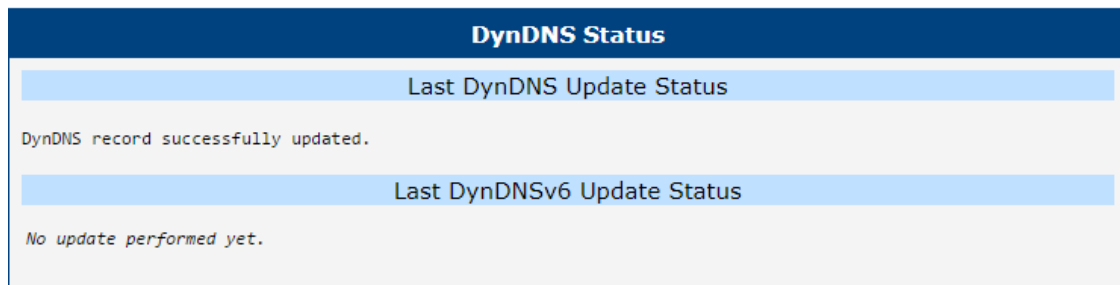 DynDNS Status
Last DynDNS Update Status
DynDNS record successfully updated.
Last DynDNSv6 Update Status
No update performed yet.